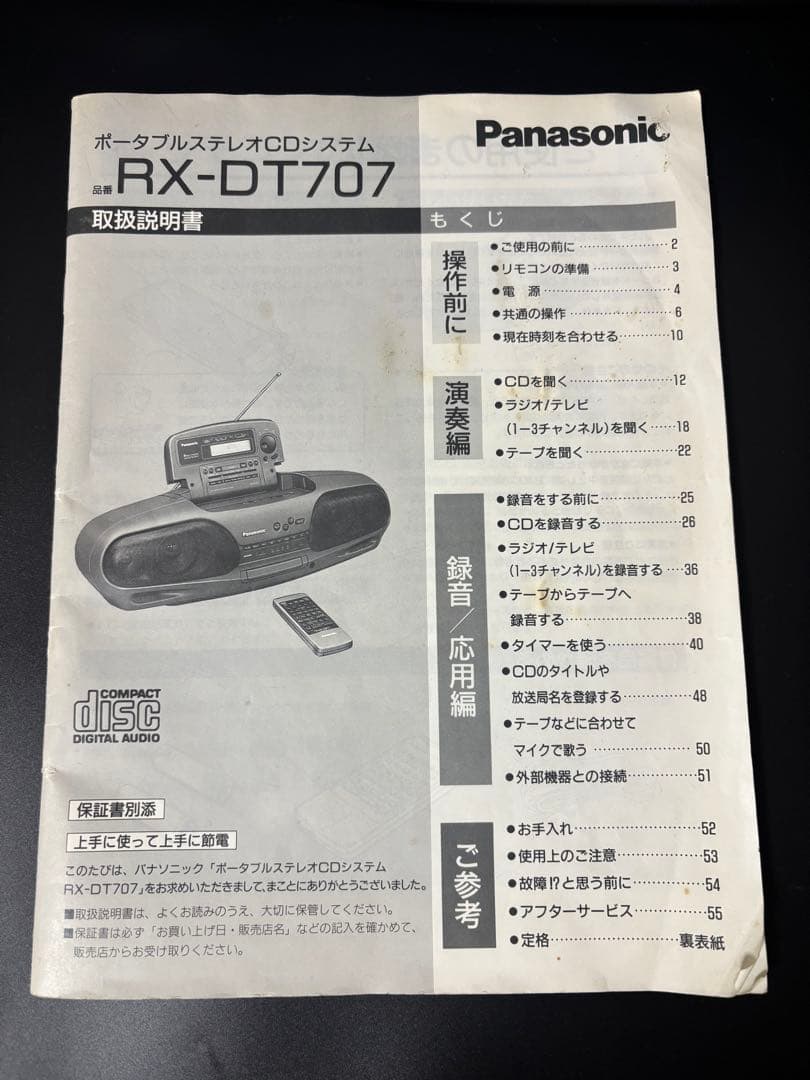 ポータブルステレオCDシステム
品番 RX-DT707
取扱説明書
Panasonic
もくじ
操作前に
●ご使用の前に…………………2
●リモコンの準備………………3
●電 源…………………………4
●共通の操作……………………6
●現在時刻を合わせる…………10
演奏編
●CDを聞く……………………12
●ラジオ/テレビ
(1−3チャンネル)を聞く……18
●テープを聞く…………………22
録音/応用編
●録音をする前に………………25
●CDを録音する………………26
●ラジオ/テレビ
(1−3チャンネル)を録音する…36
●テープからテープへ
録音する………………………38
●タイマーを使う………………40
●CDのタイトルや
放送局名を登録する…………48
●テープなどに合わせて
マイクで歌う…………………50
●外部機器との接続……………51
ご参考
●お手入れ………………………52
●使用上のご注意………………53
●故障!?と思う前に……………54
●アフターサービス……………55
●定格……………………………裏表紙
Panasonic
Panasonic
COMPACT
disc
DIGITAL AUDIO
保証書別添
上手に使って上手に節電
このたびは、パナソニック「ポータブルステレオCDシステム
RX-DT707」をお求めいただきまして、まことにありがとうございました。
■取扱説明書は、よくお読みのうえ、大切に保管してください。
■保証書は必ず「お買い上げ日・販売店名」などの記入を確かめて、
販売店からお受け取りください。